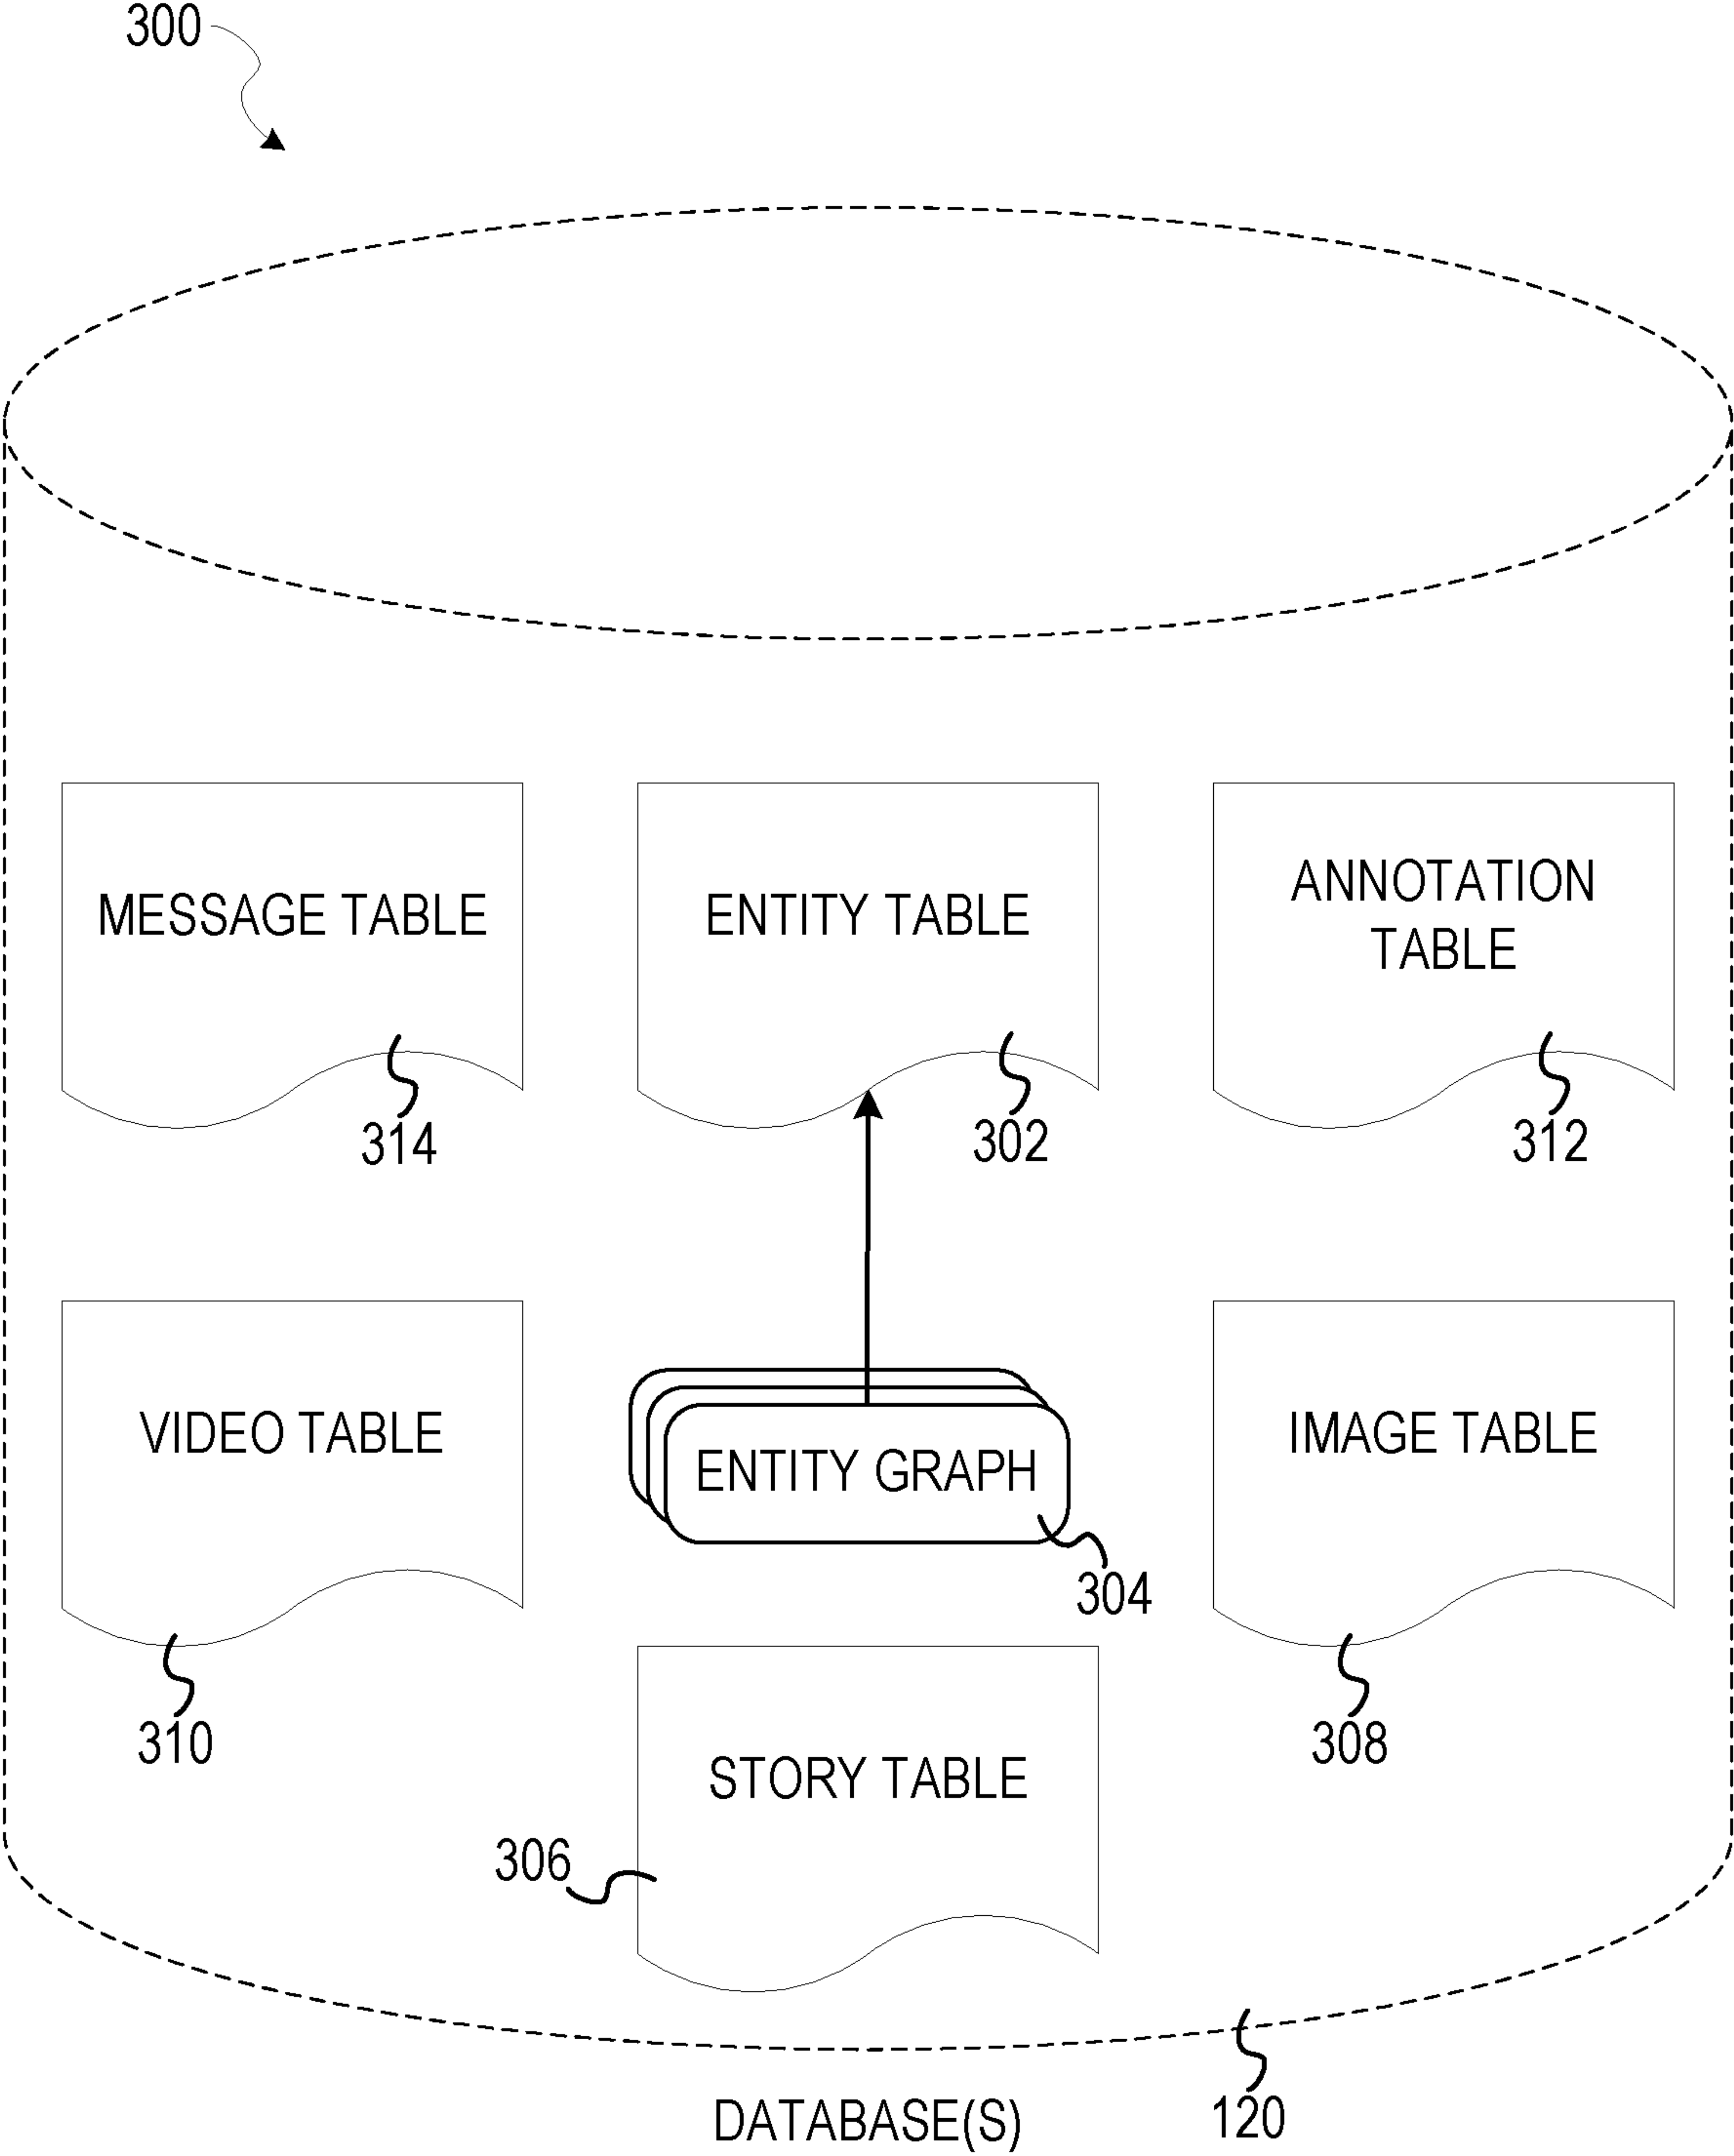 300
MESSAGE TABLE
314
ENTITY TABLE
302
ANNOTATION
TABLE
312
VIDEO TABLE
310
ENTITY GRAPH
304
IMAGE TABLE
308
STORY TABLE
306
DATABASE(S)
120